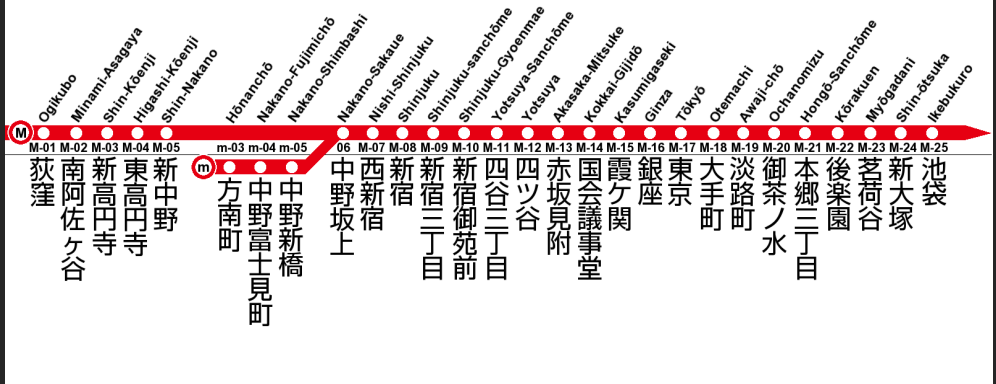 Ogikubo
Minami-Asagaya
Shin-Kōenji
Higashi-Kōenji
Shin-Nakano
Hōnanchō
Nakano-Fujimichō
Nakano-Shimbashi
Nakano-Sakaue
Nishi-Shinjuku
Shinjuku
Shinjuku-sanchōme
Shinjuku-Gyoenmae
Yotsuya-Sanchōme
Yotsuya
Akasaka-Mitsuke
Kokkai-Gijidō
Kasumigaseki
Ginza
Tōkyō
Otemachi
Awaji-chō
Ochanomizu
Hongō-Sanchōme
Kōrakuen
Myōgadani
Shin-ōtsuka
Ikebukuro
M
M-01 M-02 M-03 M-04 M-05 m-03 m-04 m-05 06 M-07 M-08 M-09 M-10 M-11 M-12 M-13 M-14 M-15 M-16 M-17 M-18 M-19 M-20 M-21 M-22 M-23 M-24 M-25
m
荻窪
南阿佐ヶ谷
新高円寺
東高円寺
新中野
方南町
中野富士見町
中野新橋
中野坂上
西新宿
新宿
新宿三丁目
新宿御苑前
四谷三丁目
四ツ谷
赤坂見附
国会議事堂
霞ケ関
銀座
東京
大手町
淡路町
御茶ノ水
本郷三丁目
後楽園
茗荷谷
新大塚
池袋